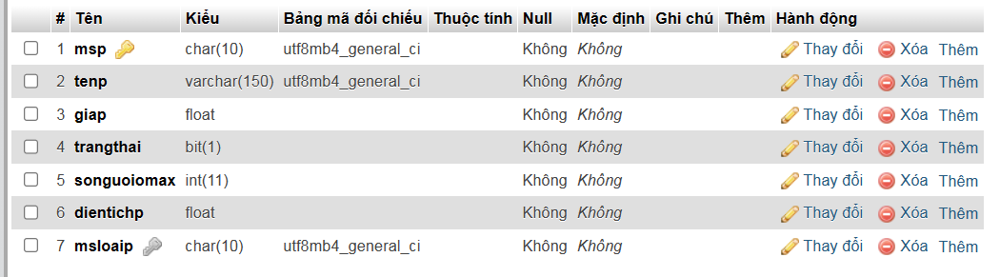 # Tên Kiểu Bảng mã đối chiếu Thuộc tính Null Mặc định Ghi chú Thêm Hành động
1 msp char(10) utf8mb4_general_ci Không Không Thay đổi Xóa Thêm
2 tenp varchar(150) utf8mb4_general_ci Không Không Thay đổi Xóa Thêm
3 giap float Không Không Thay đổi Xóa Thêm
4 trangthai bit(1) Không Không Thay đổi Xóa Thêm
5 songuoiomax int(11) Không Không Thay đổi Xóa Thêm
6 dientichp float Không Không Thay đổi Xóa Thêm
7 msloaip char(10) utf8mb4_general_ci Không Không Thay đổi Xóa Thêm